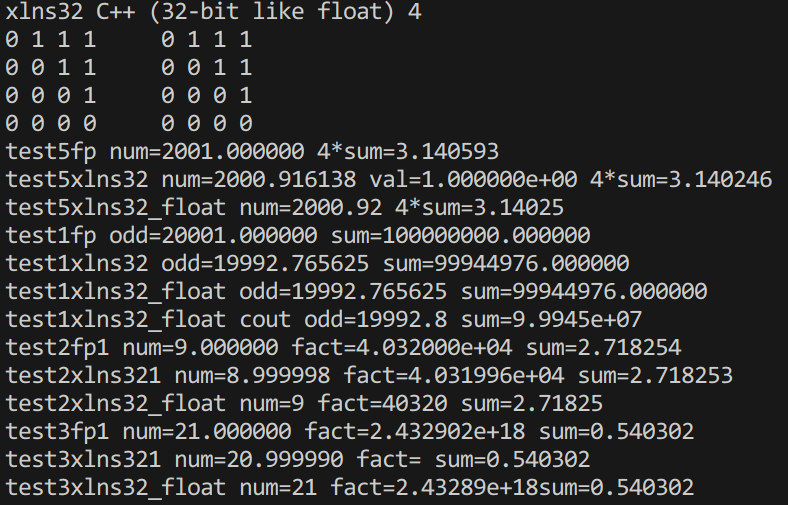 xlns32 C++ (32-bit like float) 4
0 1 1 1     0 1 1 1
0 0 1 1     0 0 1 1
0 0 0 1     0 0 0 1
0 0 0 0     0 0 0 0
test5fp num=2001.000000 4*sum=3.140593
test5xlns32 num=2000.916138 val=1.000000e+00 4*sum=3.140246
test5xlns32_float num=2000.92 4*sum=3.14025
test1fp odd=20001.000000 sum=100000000.000000
test1xlns32 odd=19992.765625 sum=99944976.000000
test1xlns32_float odd=19992.765625 sum=99944976.000000
test1xlns32_float cout odd=19992.8 sum=9.9945e+07
test2fp1 num=9.000000 fact=4.032000e+04 sum=2.718254
test2xlns321 num=8.999998 fact=4.031996e+04 sum=2.718253
test2xlns32_float num=9 fact=40320 sum=2.71825
test3fp1 num=21.000000 fact=2.432902e+18 sum=0.540302
test3xlns321 num=20.999990 fact= sum=0.540302
test3xlns32_float num=21 fact=2.43289e+18sum=0.540302